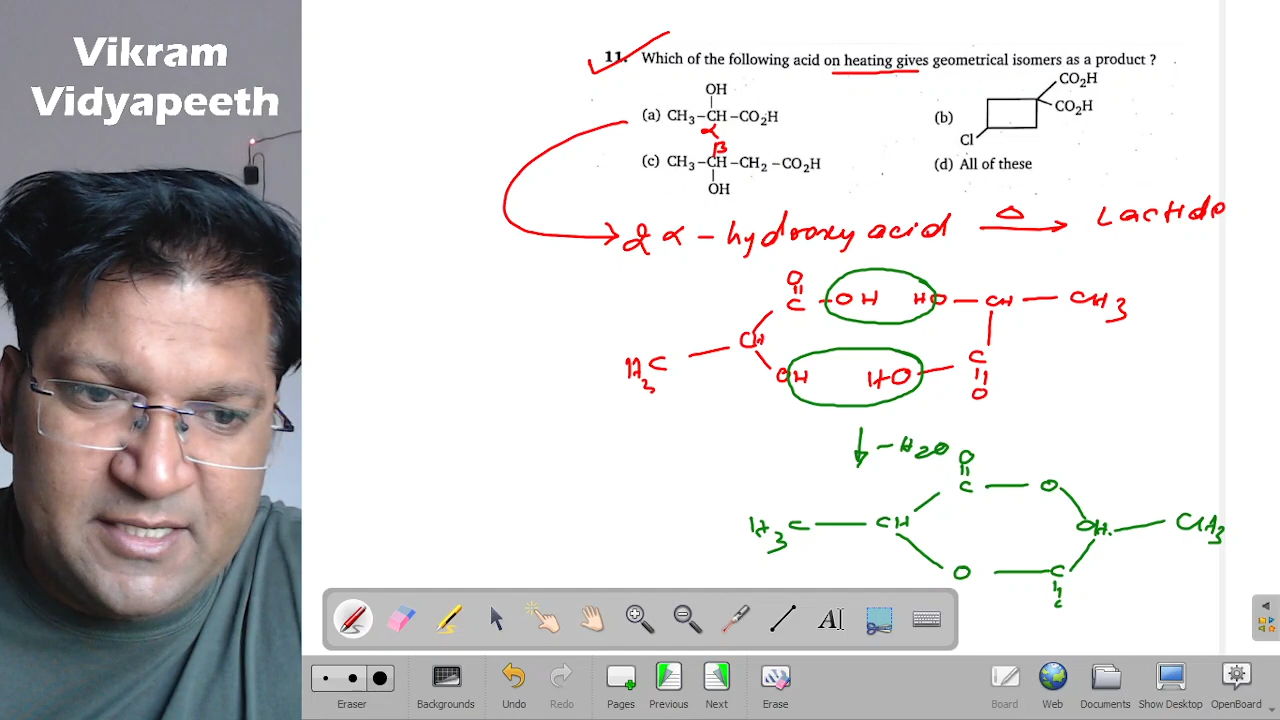 Vikram
Vidyapeeth
11. Which of the following acid on heating gives geometrical isomers as a product ?
OH
(a) CH3–CH–CO2H
α
(b)
CO2H
CO2H
Cl
β
(c) CH3–CH–CH2–CO2H
OH
(d) All of these
2 α - hydroxy acid Δ Lactide
O
C – OH HO – CH – CH3
CH
H3C
OH HO C
O
- H2O
O
C – O
H3C – CH CH – CH3
O – C
Eraser
Backgrounds
Undo
Redo
Pages
Previous
Next
Erase
Board
Web
Documents
Show Desktop
OpenBoard